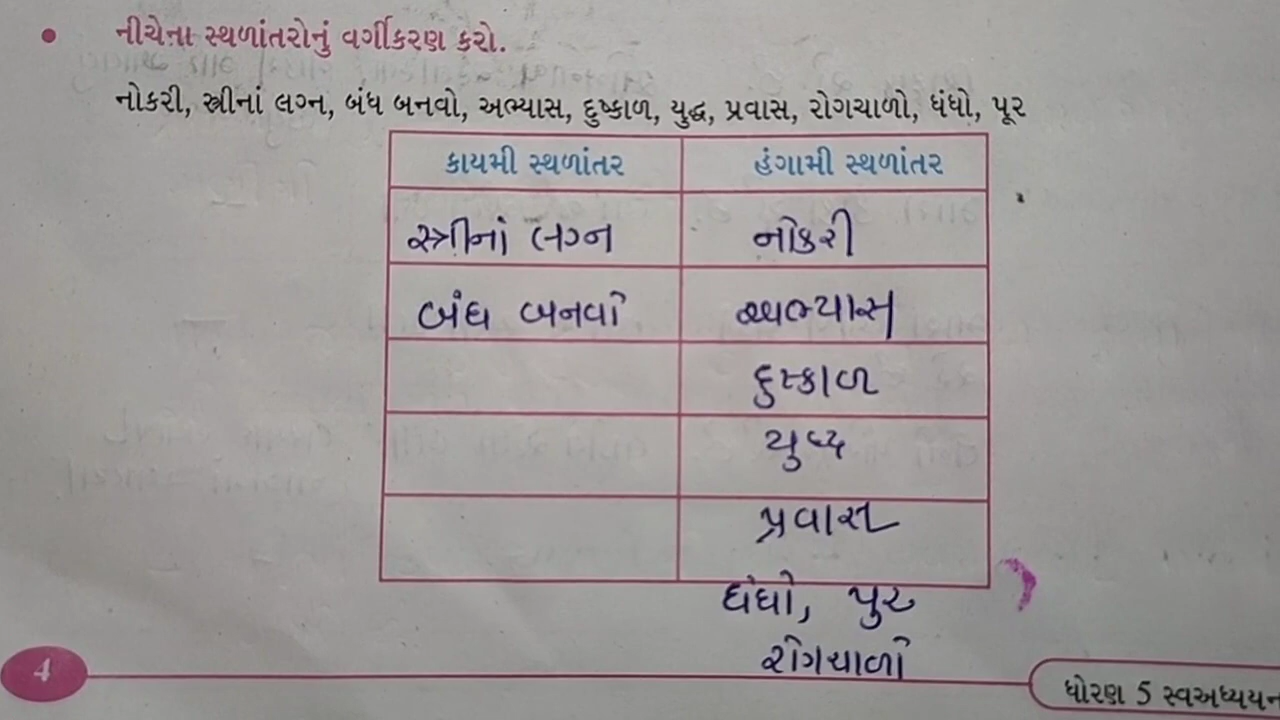 નીચેના સ્થળાંતરોનું વર્ગીકરણ કરો.
નોકરી, સ્ત્રીનાં લગ્ન, બંધ બનવો, અભ્યાસ, દુષ્કાળ, યુદ્ધ, પ્રવાસ, રોગચાળો, ધંધો, પૂર
કાયમી સ્થળાંતર હંગામી સ્થળાંતર
સ્ત્રીનાં લગ્ન નોકરી
બંધ બનવો અભ્યાસ
દુષ્કાળ
યુધ્દ
પ્રવાસ
ધંધો, પુર
રોગચાળો
4
ધોરણ 5 સ્વઅધ્યયન